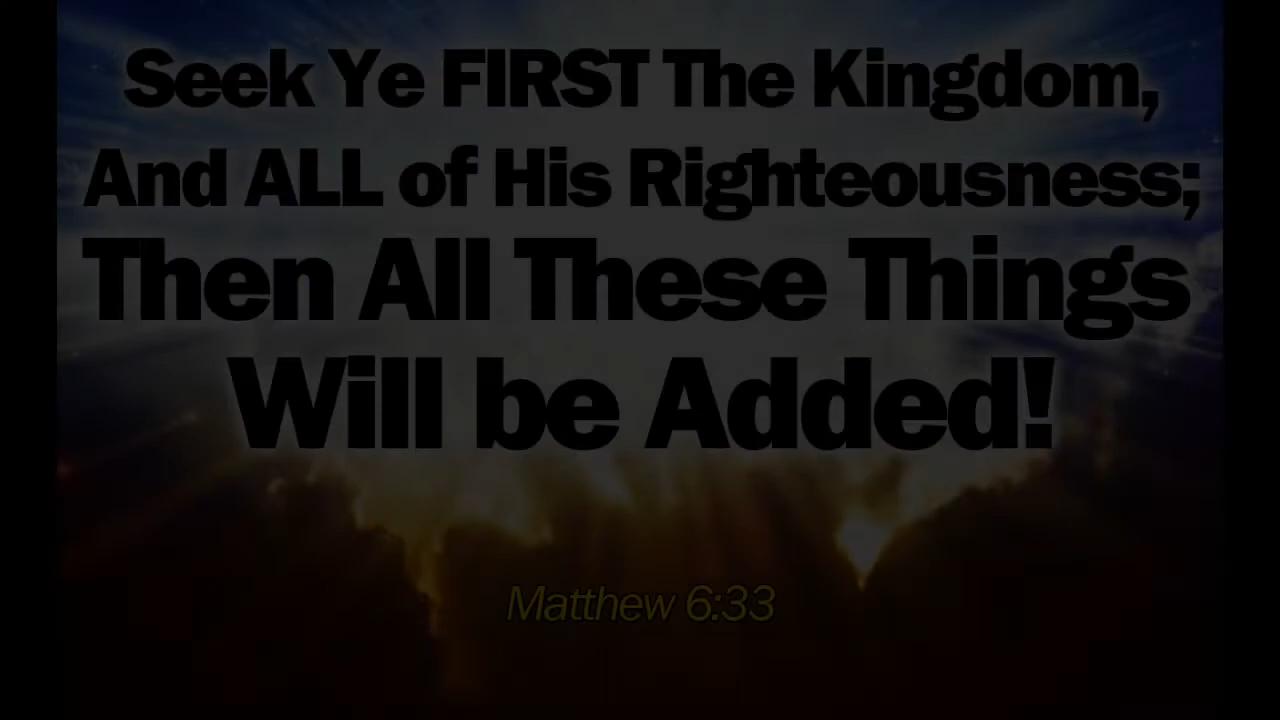 Seek Ye FIRST The Kingdom,
And ALL of His Righteousness;
Then All These Things
Will be Added!
Matthew 6:33